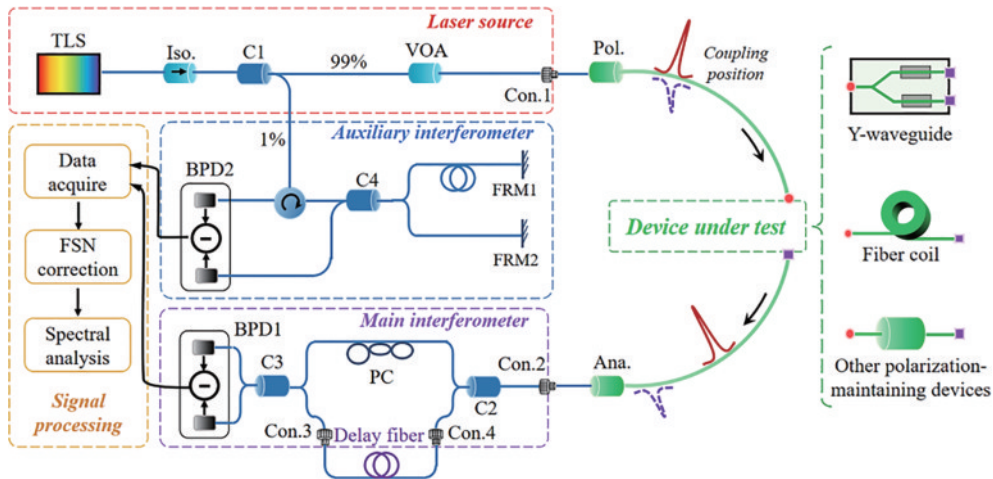 Laser source
TLS
Iso.
C1
99%
VOA
Con.1
Pol.
Coupling
position
1%
Auxiliary interferometer
BPD2
C4
FRM1
FRM2
Data
acquire
FSN
correction
Spectral
analysis
Signal
processing
Main interferometer
BPD1
C3
PC
C2
Con.2
Ana.
Con.3
Delay fiber
Con.4
Device under test
Y-waveguide
Fiber coil
Other polarization-
maintaining devices